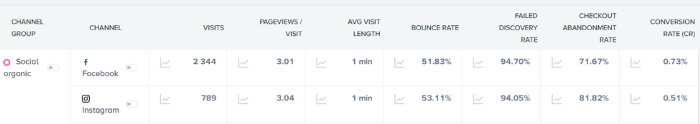 CHANNEL GROUP CHANNEL VISITS PAGEVIEWS / VISIT AVG VISIT LENGTH BOUNCE RATE FAILED DISCOVERY RATE CHECKOUT ABANDONMENT RATE CONVERSION RATE (CR)
Social organic Facebook 2 344 3.01 1 min 51.83% 94.70% 71.67% 0.73%
Instagram 789 3.04 1 min 53.11% 94.05% 81.82% 0.51%